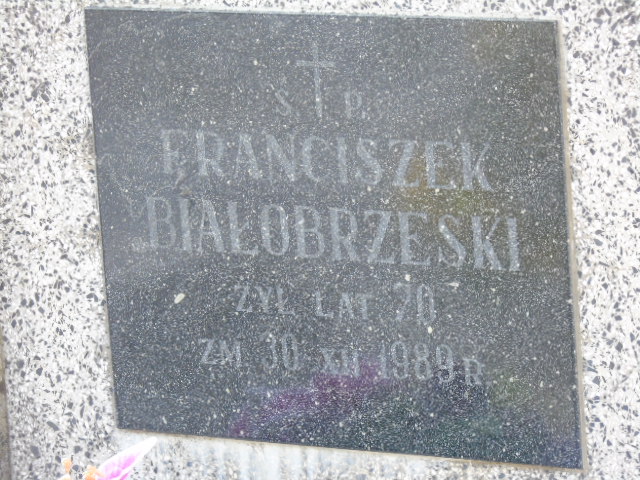 Ś. P.
FRANCISZEK
BIAŁOBRZESKI
ŻYŁ LAT 70
ZM. 30 XII 1989 R.